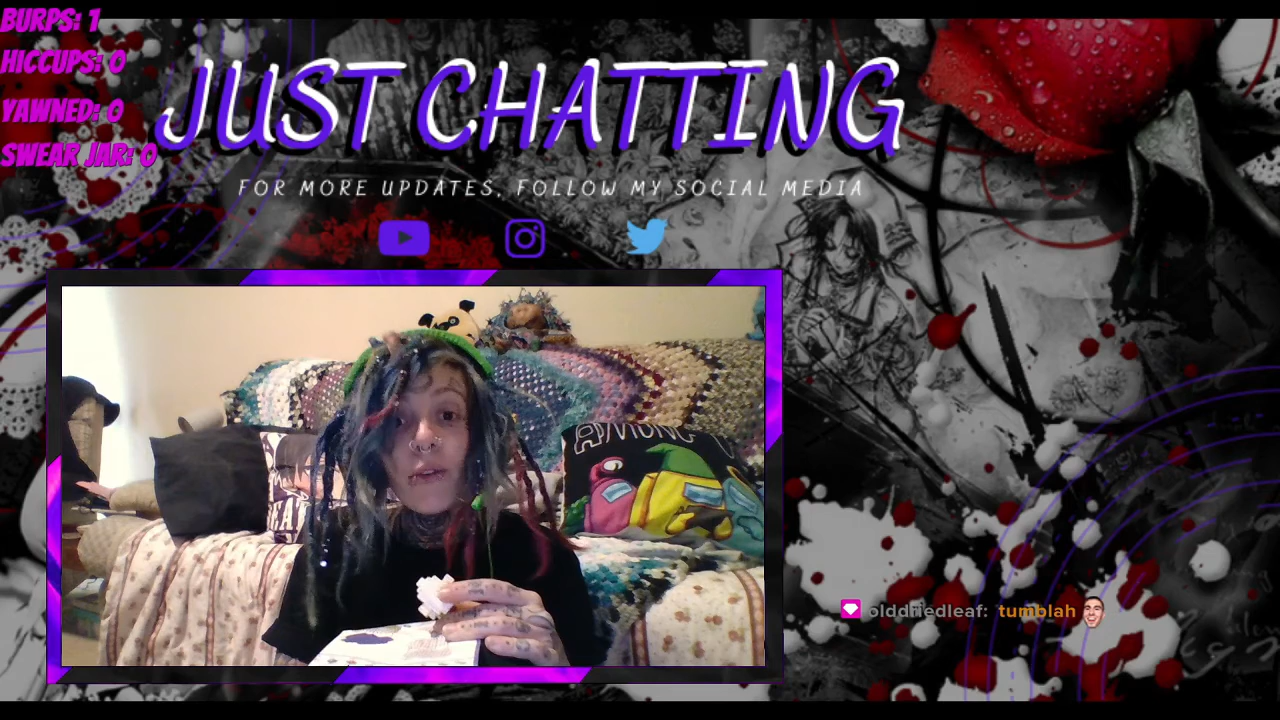 BURPS: 1
HICCUPS: 0
YAWNED: 0
SWEAR JAR: 0
JUST CHATTING
FOR MORE UPDATES, FOLLOW MY SOCIAL MEDIA
AMONG
olddriedleaf: tumblah